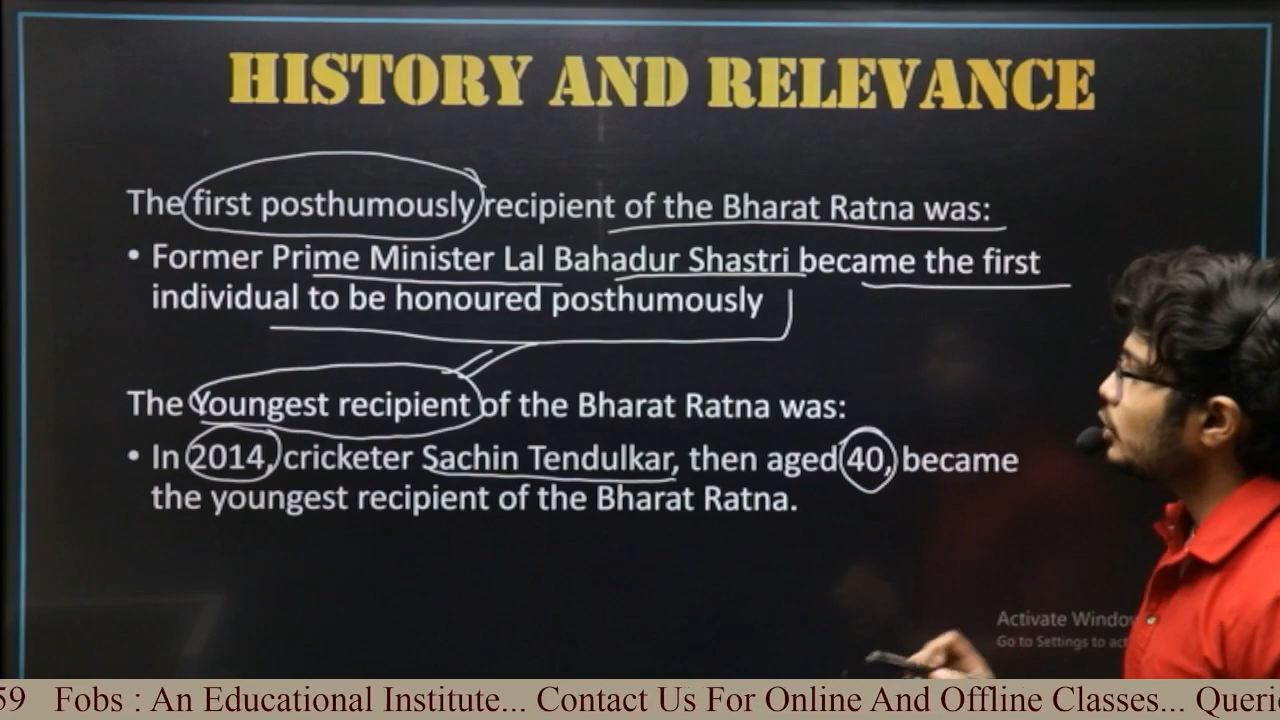 HISTORY AND RELEVANCE
The first posthumously recipient of the Bharat Ratna was:
• Former Prime Minister Lal Bahadur Shastri became the first
individual to be honoured posthumously
The Youngest recipient of the Bharat Ratna was:
• In 2014, cricketer Sachin Tendulkar, then aged 40, became
the youngest recipient of the Bharat Ratna.
Activate Window
Go to Settings to act
59 Fobs : An Educational Institute... Contact Us For Online And Offline Classes... Queri